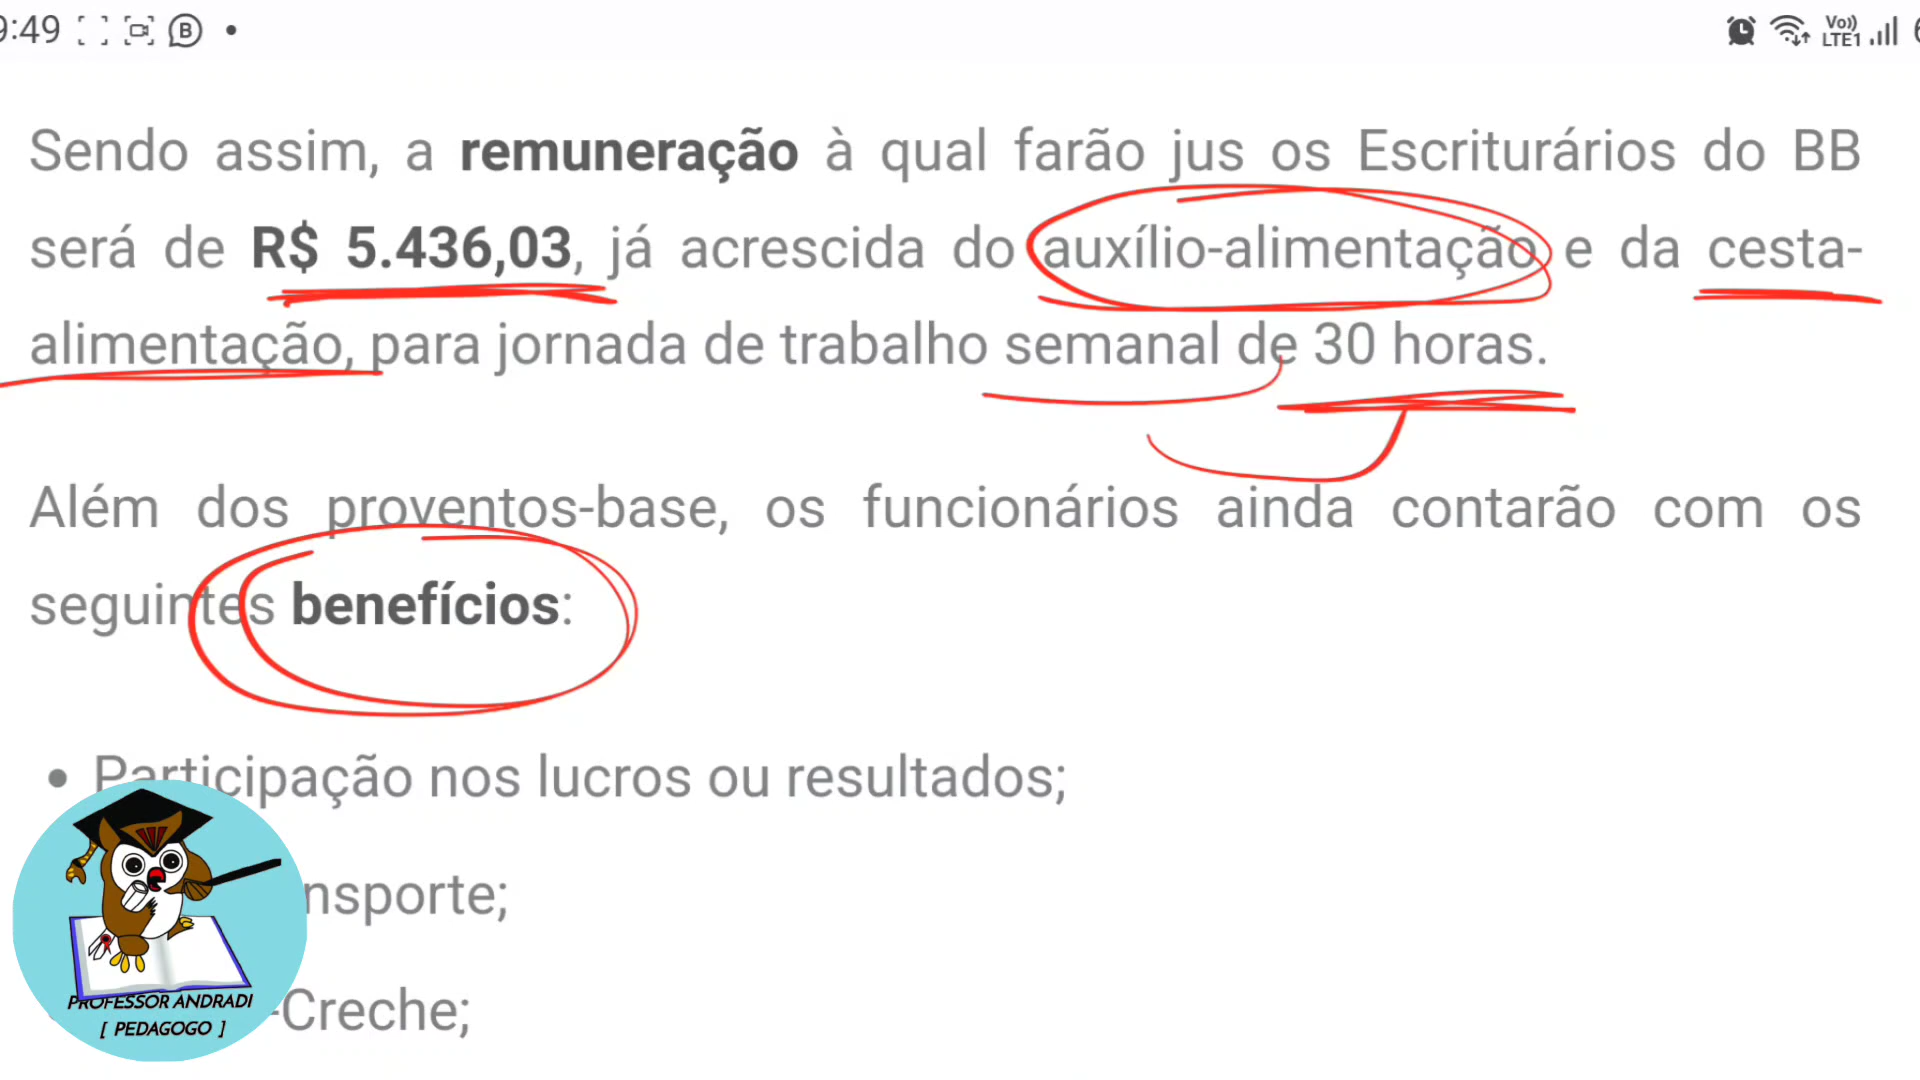 9:49 B Vo)) LTE1
Sendo assim, a remuneração à qual farão jus os Escriturários do BB
será de R$ 5.436,03, já acrescida do auxílio-alimentação e da cesta-
alimentação, para jornada de trabalho semanal de 30 horas.
Além dos proventos-base, os funcionários ainda contarão com os
seguintes benefícios:
• Participação nos lucros ou resultados;
nsporte;
-Creche;
PROFESSOR ANDRADI
[ PEDAGOGO ]